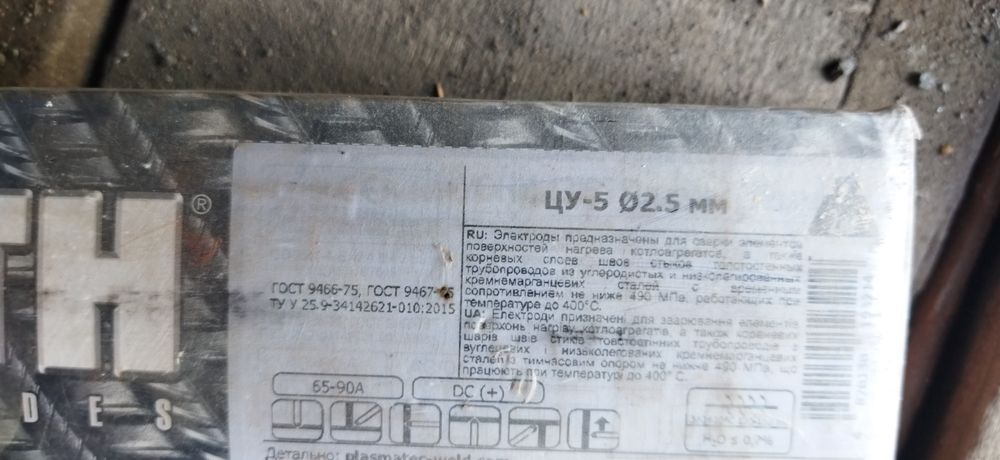 ТН®
DES
ЦУ-5 Ø2.5 мм
RU: Электроды предназначены для сварки элементов
поверхностей нагрева котлоагрегатов, а также
корневых слоев швов стыков толстостенных
трубопроводов из углеродистых и низколегированных
кремнемарганцевых сталей с временным
сопротивлением не ниже 490 МПа, работающих при
температуре до 400°С.
UA: Електроди призначені для зварювання елементів
поверхонь нагріву котлоагрегатів, а також кореневих
шарів швів стиків товстостінних трубопроводів
вуглецевих і низьколегованих кремнемарганцевих
сталей з тимчасовим опором не нижче 490 МПа, що
працюють при температурі до 400°С.
ГОСТ 9466-75, ГОСТ 9467-75
ТУ У 25.9-34142621-010:2015
65-90A
DC (+)
H₂O ≤ 0,7%
Детально: